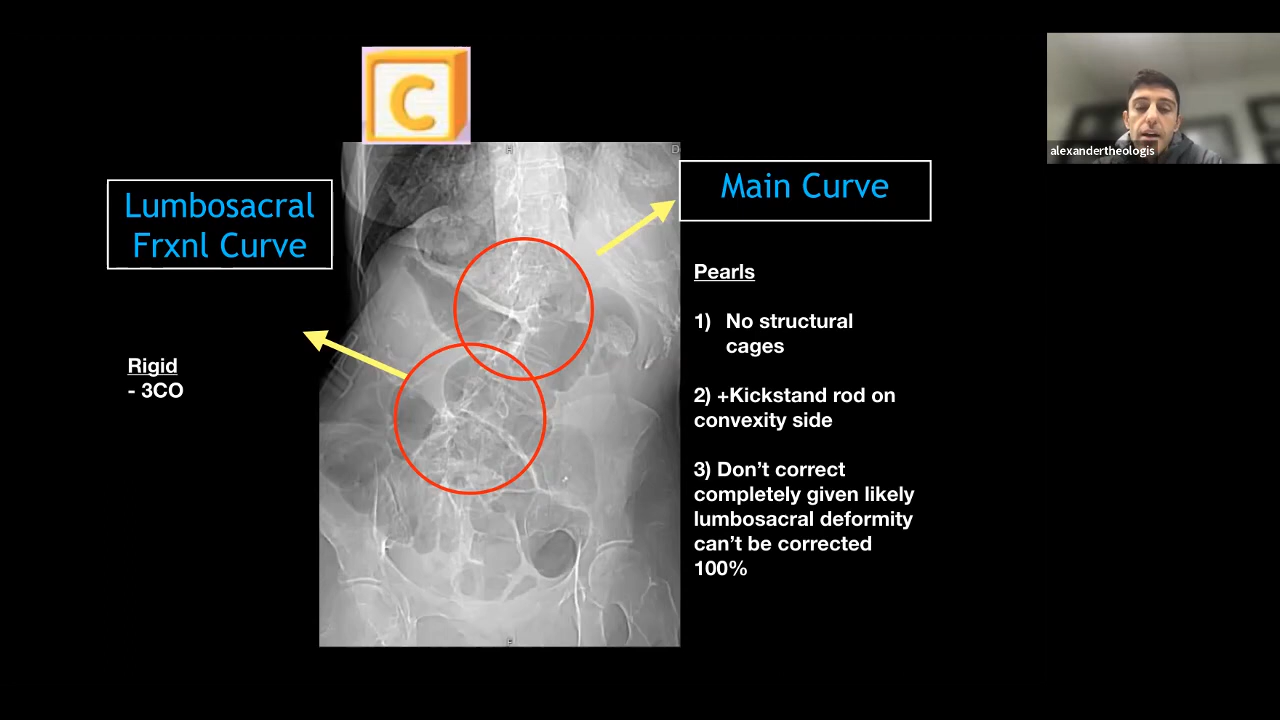 C
Lumbosacral
Frxnl Curve
Rigid
- 3CO
H
D
Main Curve
Pearls
1) No structural
cages
2) +Kickstand rod on
convexity side
3) Don’t correct
completely given likely
lumbosacral deformity
can’t be corrected
100%
alexandertheologis